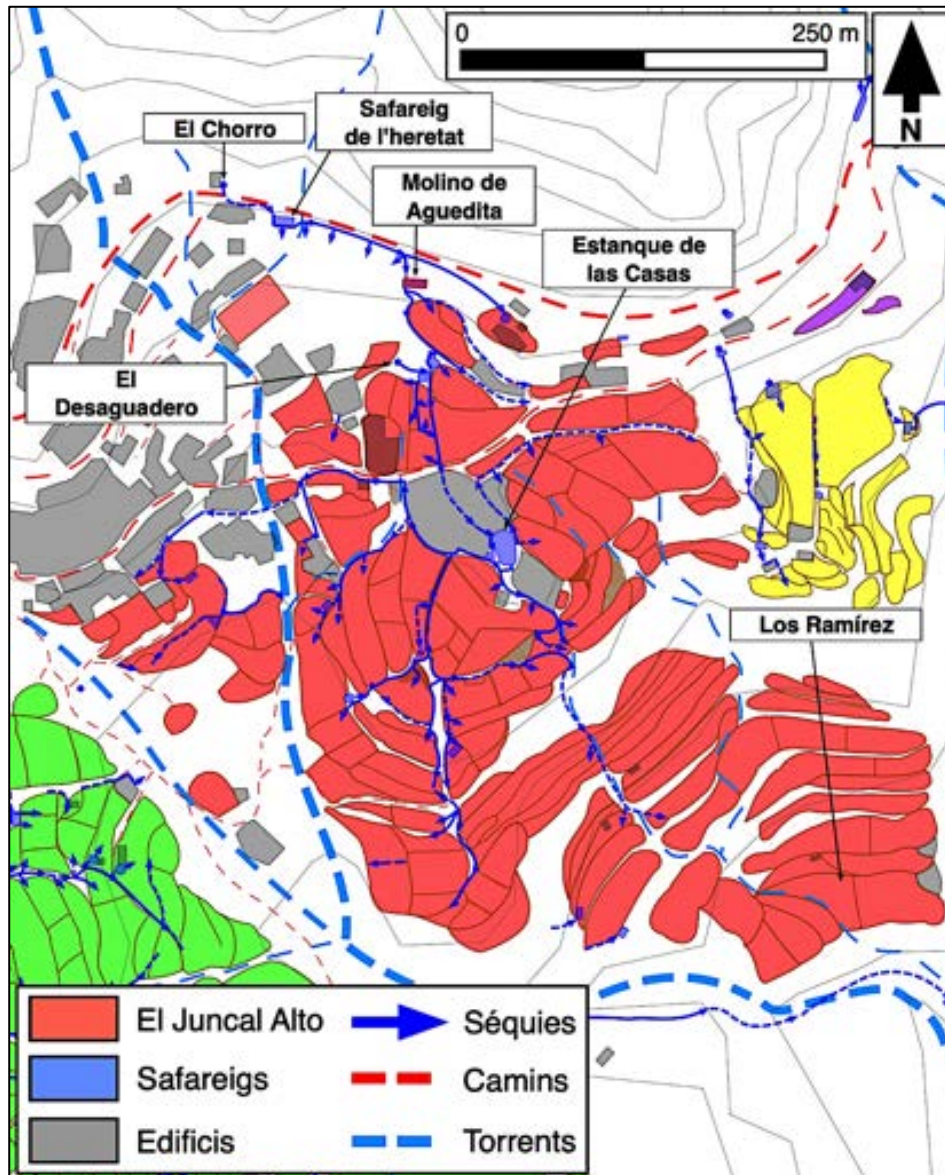 0 250 m
N
El Chorro
Safareig
de l'heretat
Molino de
Aguedita
Estanque de
las Casas
El
Desaguadero
Los Ramírez
El Juncal Alto
Safareigs
Edificis
Séquies
Camins
Torrents